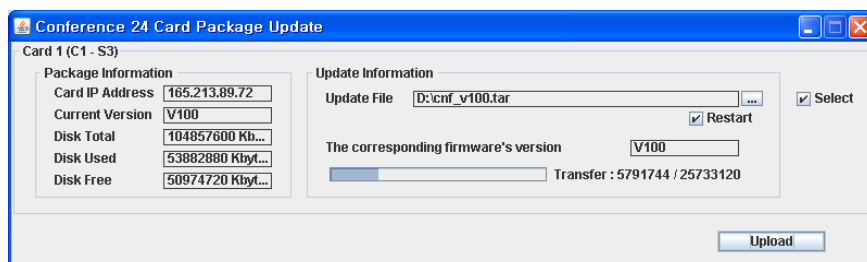 Conference 24 Card Package Update
Card 1 (C1 - S3)
Package Information
Card IP Address 165.213.89.72
Current Version V100
Disk Total 104857600 Kb...
Disk Used 53882880 Kbyt...
Disk Free 50974720 Kbyt...
Update Information
Update File D:\cnf_v100.tar ...
Select
Restart
The corresponding firmware's version V100
Transfer : 5791744 / 25733120
Upload